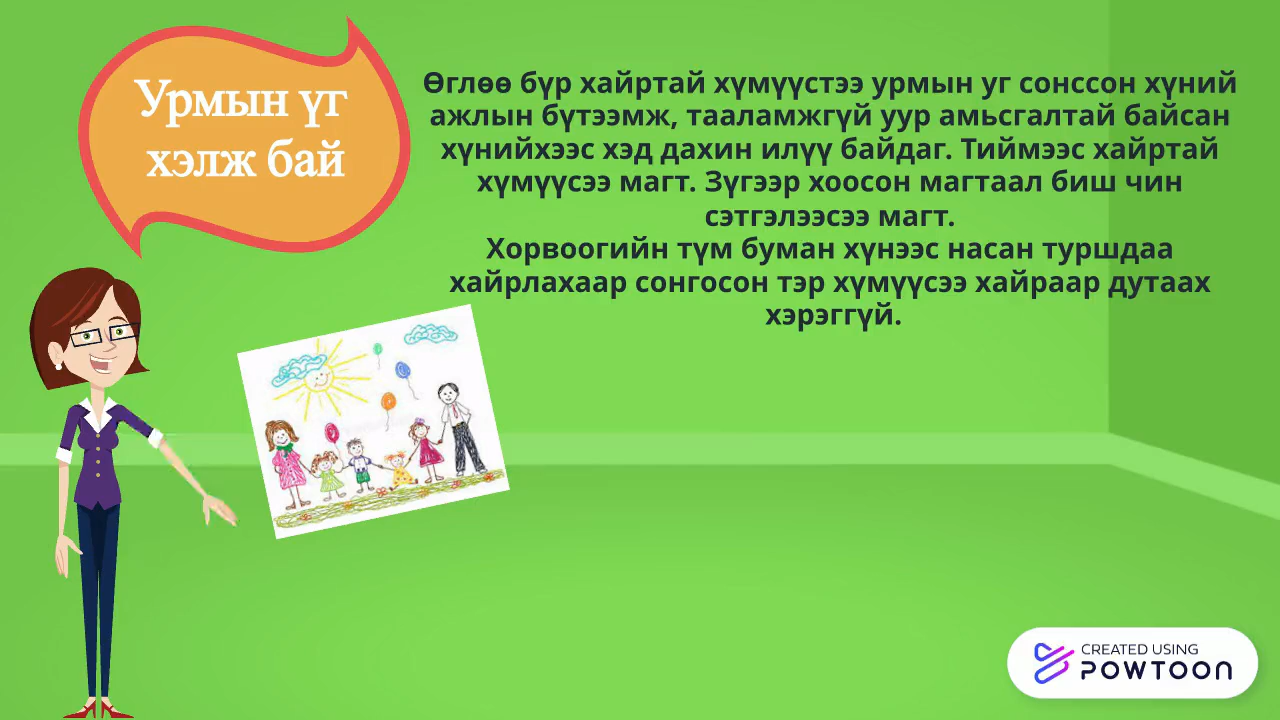 Урмын үг
хэлж бай
Өглөө бүр хайртай хүмүүстээ урмын уг сонссон хүний
ажлын бүтээмж, тааламжгүй уур амьсгалтай байсан
хүнийхээс хэд дахин илүү байдаг. Тиймээс хайртай
хүмүүсээ магт. Зүгээр хоосон магтаал биш чин
сэтгэлээсээ магт.
Хорвоогийн түм буман хүнээс насан туршдаа
хайрлахаар сонгосон тэр хүмүүсээ хайраар дутаах
хэрэггүй.
CREATED USING
POWTOON